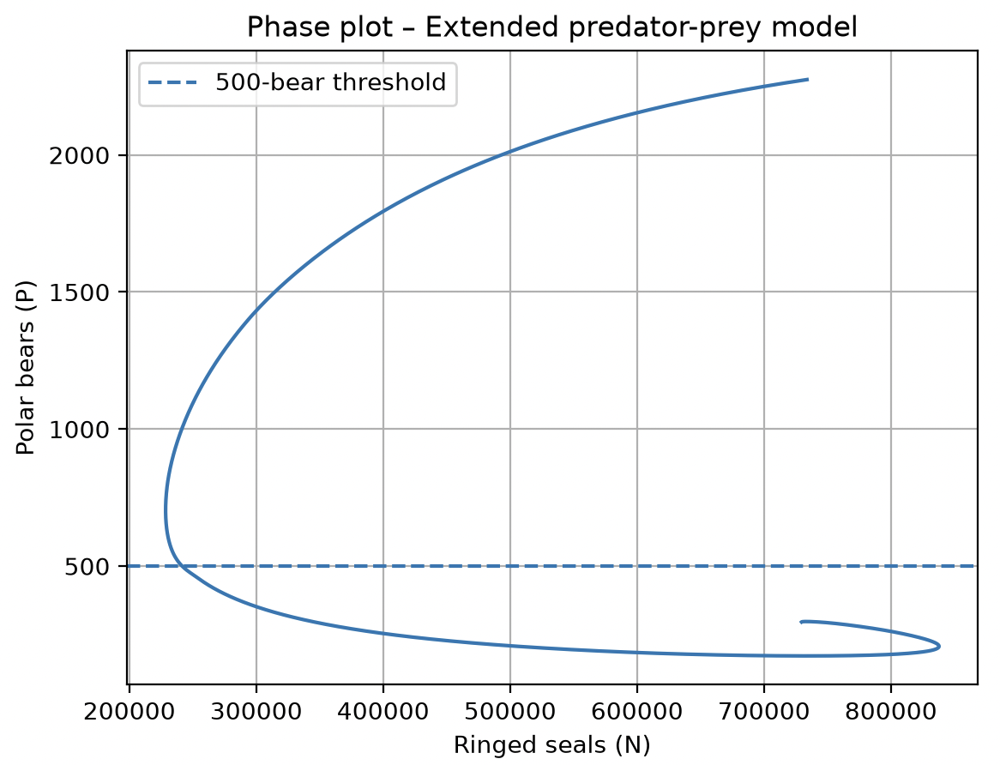 Phase plot – Extended predator-prey model
500-bear threshold
Polar bears (P)
2000
1500
1000
500
200000 300000 400000 500000 600000 700000 800000
Ringed seals (N)